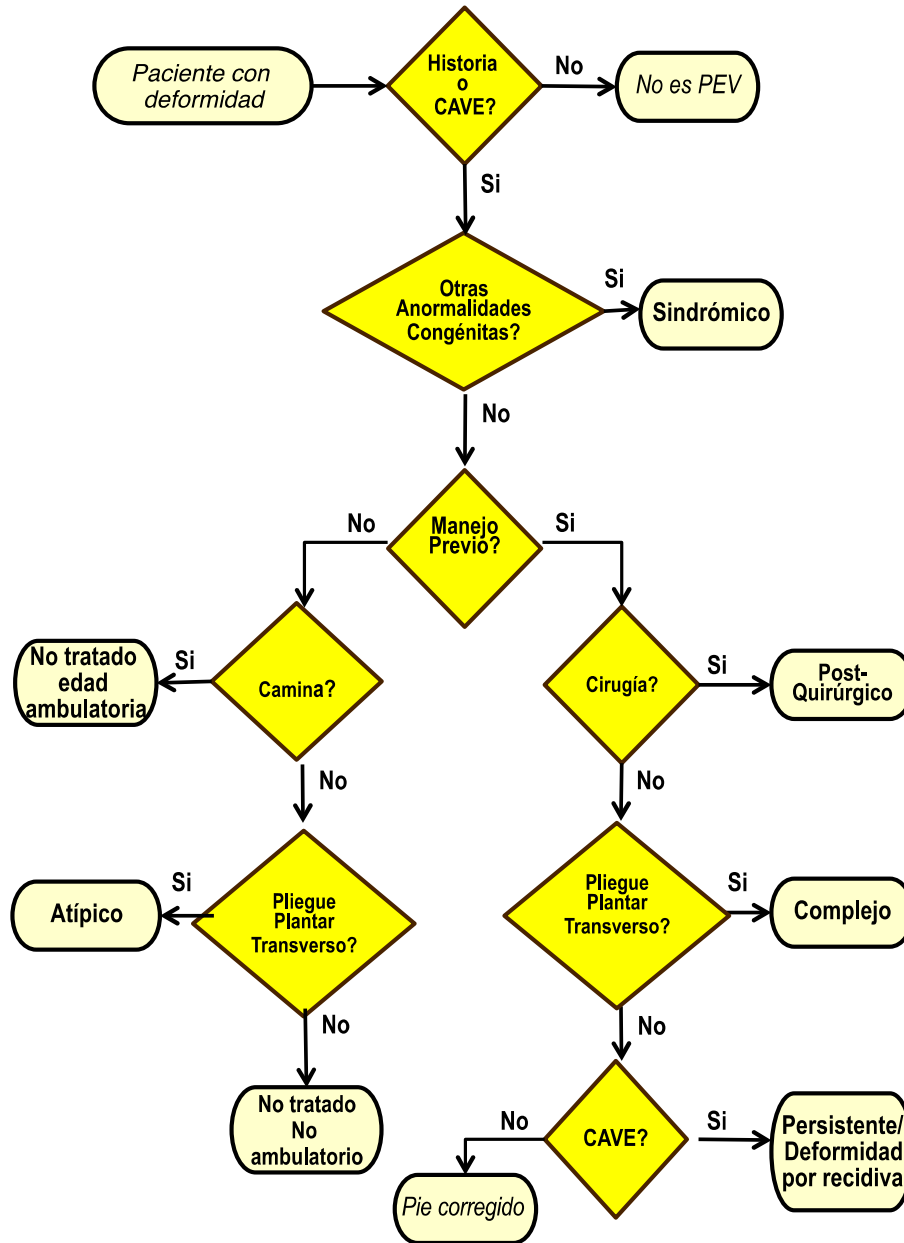 Paciente con
deformidad
Historia
o
CAVE?
No
No es PEV
Si
Otras
Anormalidades
Congénitas?
Si
Sindrómico
No
Manejo
Previo?
No
Si
Camina?
Si
No tratado
edad
ambulatoria
Cirugía?
Si
Post-
Quirúrgico
No
No
Pliegue
Plantar
Transverso?
Si
Atípico
Pliegue
Plantar
Transverso?
Si
Complejo
No
No
No tratado
No
ambulatorio
CAVE?
No
Pie corregido
Si
Persistente/
Deformidad
por recidiva